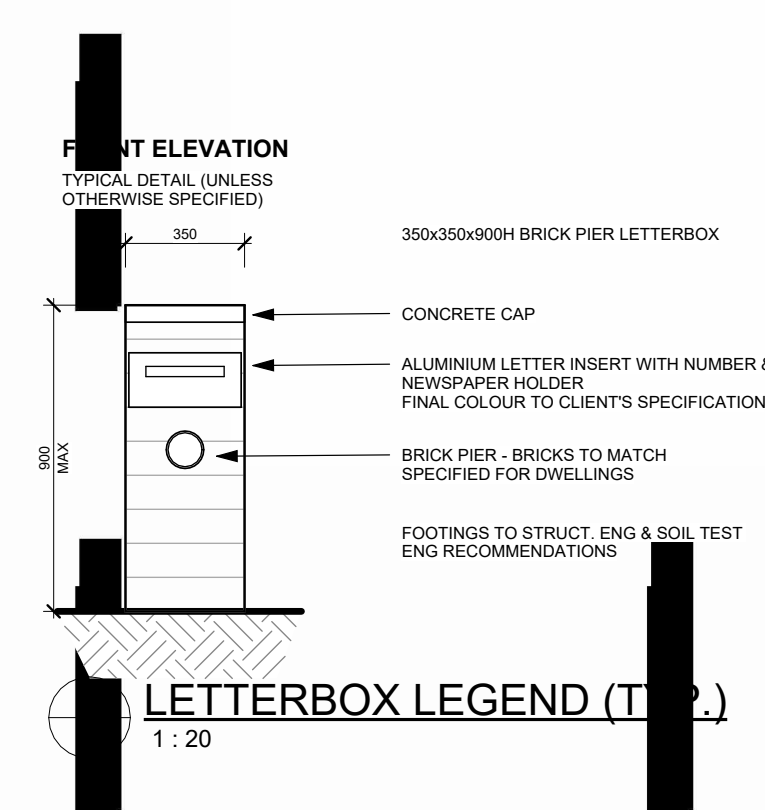 ELEVATION
TYPICAL DETAIL (UNLESS
OTHERWISE SPECIFIED)
350
350x350x900H BRICK PIER LETTERBOX
CONCRETE CAP
ALUMINIUM LETTER INSERT WITH NUMBER &
NEWSPAPER HOLDER
FINAL COLOUR TO CLIENT'S SPECIFICATION
900
MAX
BRICK PIER - BRICKS TO MATCH
SPECIFIED FOR DWELLINGS
FOOTINGS TO STRUCT. ENG & SOIL TEST
ENG RECOMMENDATIONS
LETTERBOX LEGEND
1 : 20